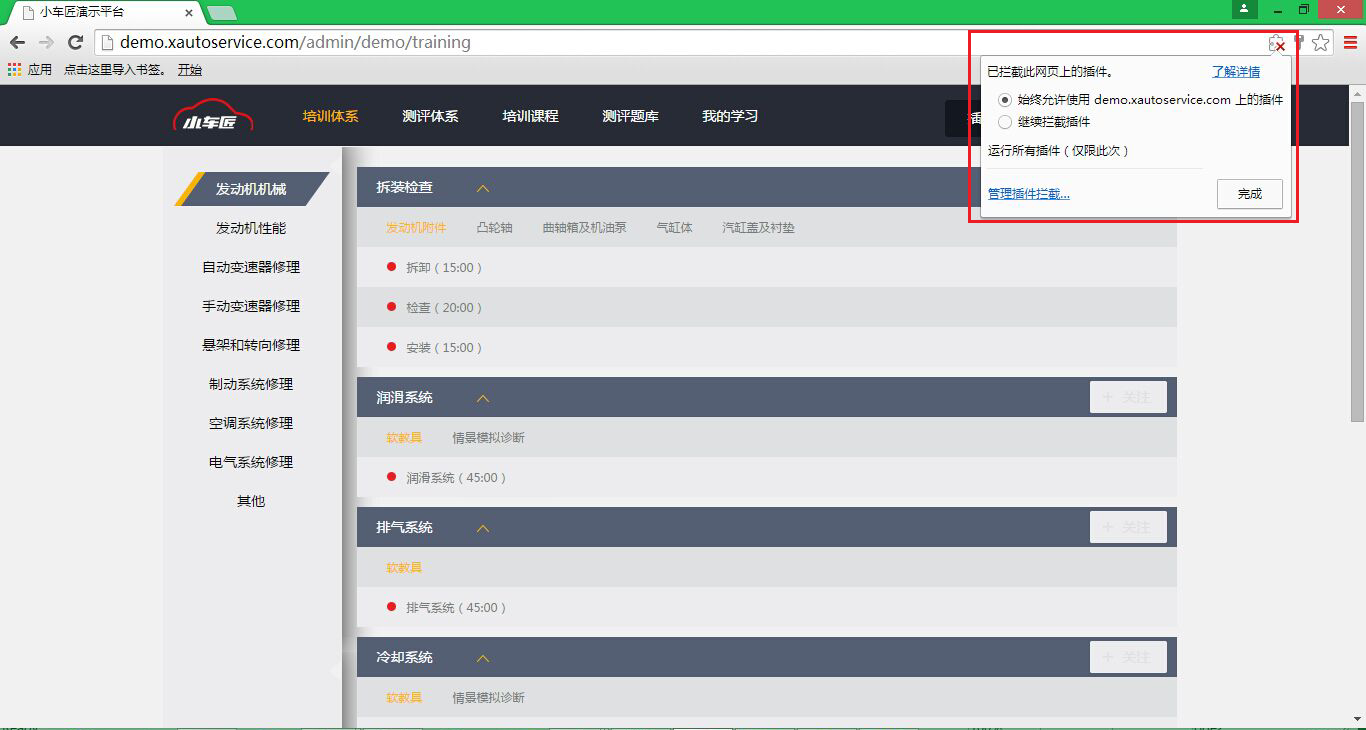 小车匠演示平台
demo.xautoservice.com/admin/demo/training
应用 点击这里导入书签。 开始
已拦截此网页上的插件。 了解详情
始终允许使用 demo.xautoservice.com 上的插件
继续拦截插件
运行所有插件（仅限此次）
管理插件拦截... 完成
小车匠 培训体系 测评体系 培训课程 测评题库 我的学习
发动机机械
发动机性能
自动变速器修理
手动变速器修理
悬架和转向修理
制动系统修理
空调系统修理
电气系统修理
其他
拆装检查
发动机附件 凸轮轴 曲轴箱及机油泵 气缸体 汽缸盖及衬垫
拆卸（15:00）
检查（20:00）
安装（15:00）
润滑系统 + 关注
软教具 情景模拟诊断
润滑系统（45:00）
排气系统 + 关注
软教具
排气系统（45:00）
冷却系统 + 关注
软教具 情景模拟诊断